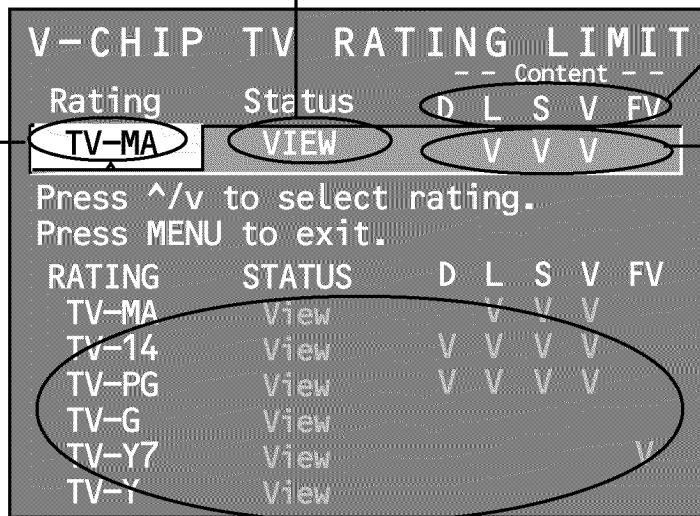 V-CHIP TV RATING LIMIT
-- Content --
Rating Status D L S V FV
TV-MA VIEW V V V
Press ^/v to select rating.
Press MENU to exit.
RATING STATUS D L S V FV
TV-MA View V V V
TV-14 View V V V V
TV-PG View V V V V
TV-G View
TV-Y7 View V
TV-Y View